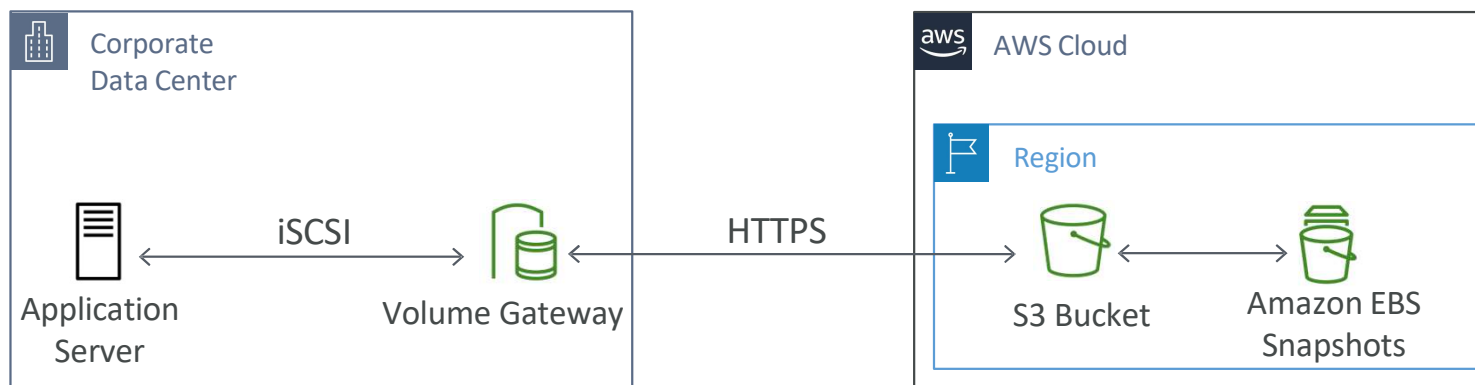 Corporate
Data Center
aws
AWS Cloud
Region
iSCSI
HTTPS
Application
Server
Volume Gateway
S3 Bucket
Amazon EBS
Snapshots